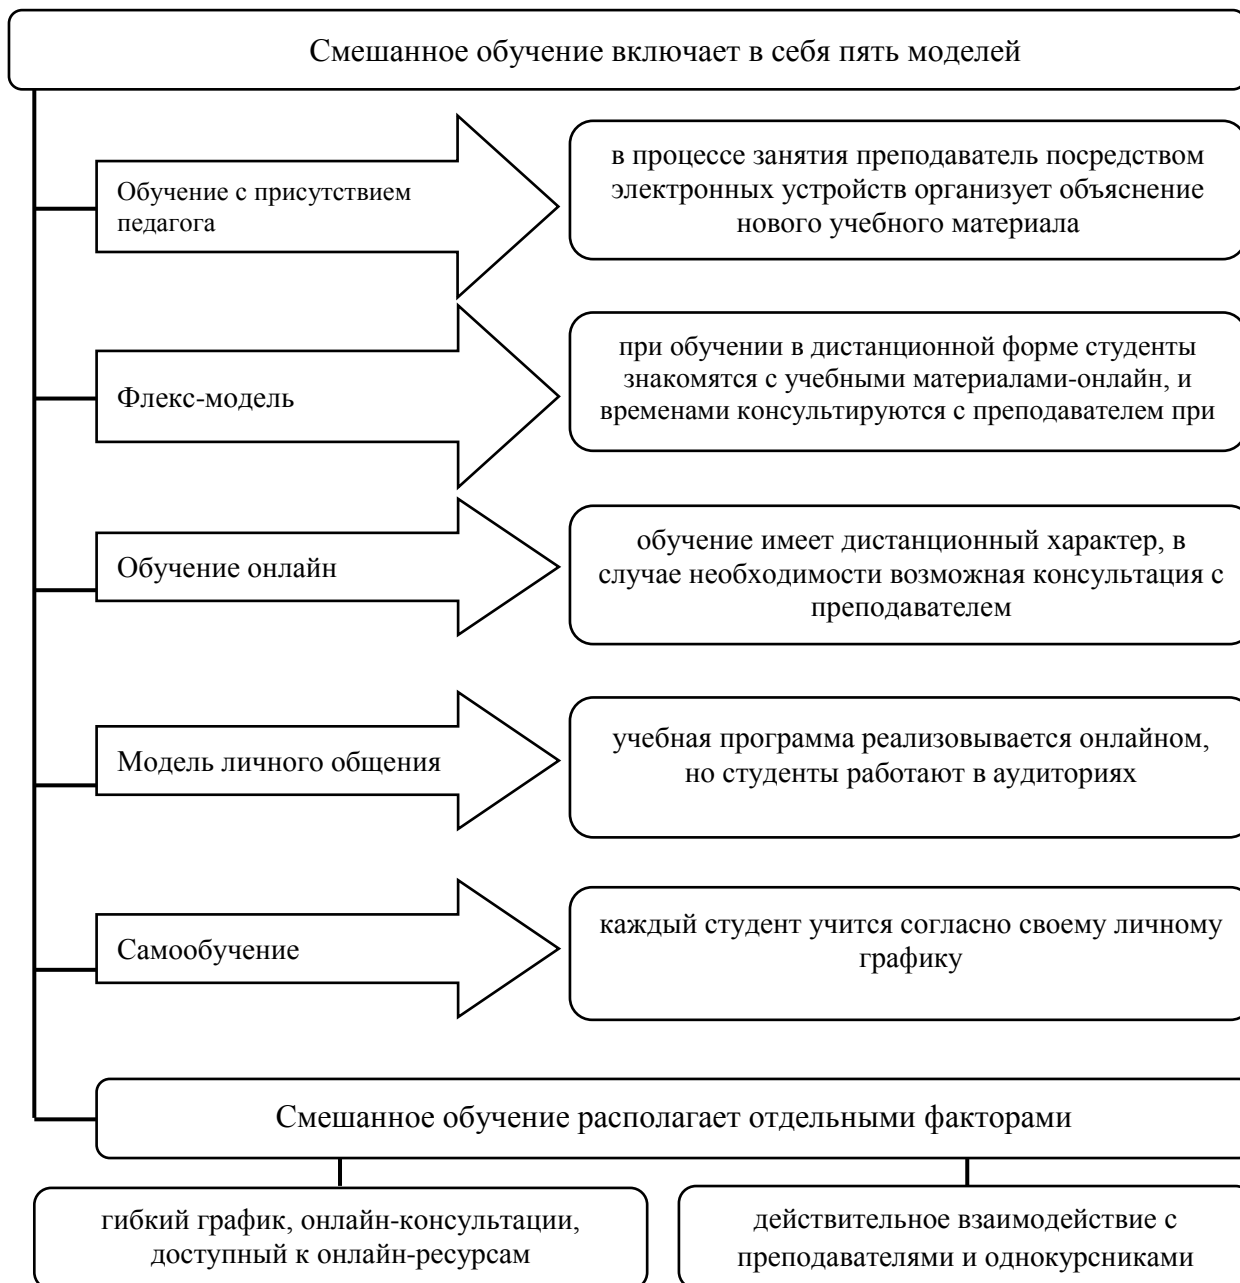 Смешанное обучение включает в себя пять моделей
Обучение с присутствием
педагога
в процессе занятия преподаватель посредством
электронных устройств организует объяснение
нового учебного материала
Флекс-модель
при обучении в дистанционной форме студенты
знакомятся с учебными материалами-онлайн, и
временами консультируются с преподавателем при
Обучение онлайн
обучение имеет дистанционный характер, в
случае необходимости возможная консультация с
преподавателем
Модель личного общения
учебная программа реализовывается онлайном,
но студенты работают в аудиториях
Самообучение
каждый студент учится согласно своему личному
графику
Смешанное обучение располагает отдельными факторами
гибкий график, онлайн-консультации,
доступный к онлайн-ресурсам
действительное взаимодействие с
преподавателями и однокурсниками